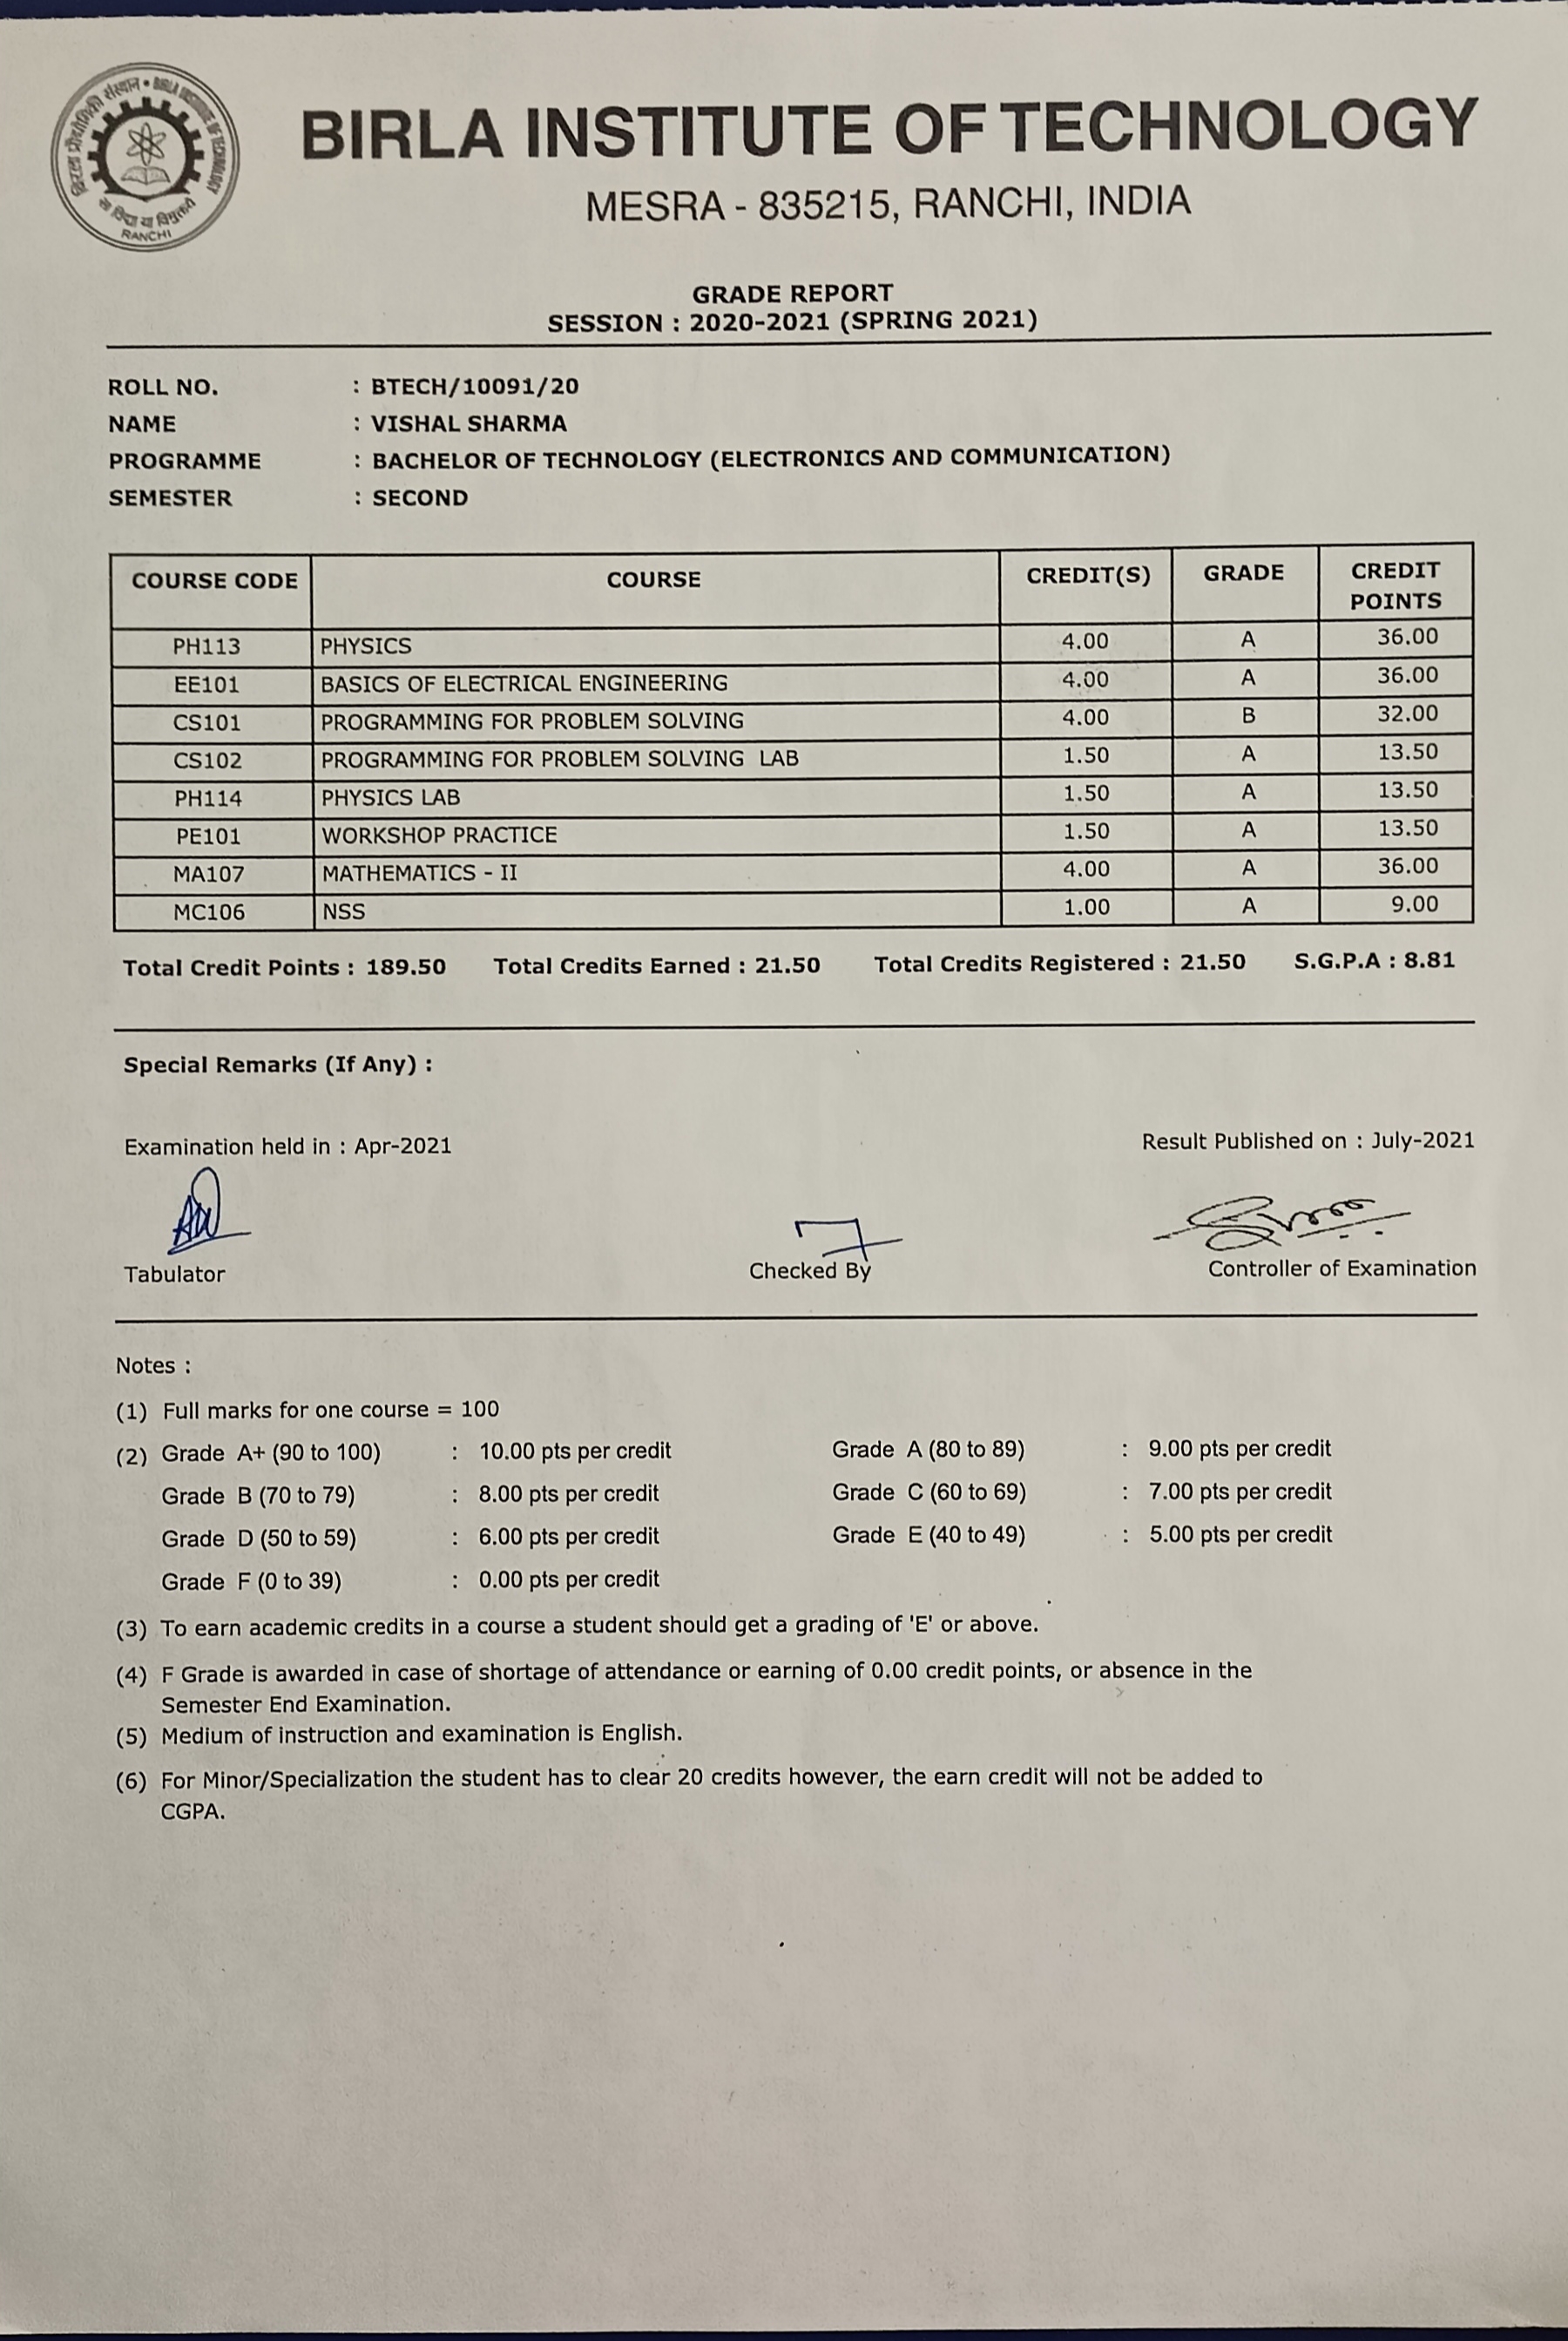 बिरला प्रौद्योगिकी संस्थान • BIRLA INSTITUTE OF TECHNOLOGY
सा विद्या या विमुक्तये
RANCHI
BIRLA INSTITUTE OF TECHNOLOGY
MESRA - 835215, RANCHI, INDIA
GRADE REPORT
SESSION : 2020-2021 (SPRING 2021)
ROLL NO. : BTECH/10091/20
NAME : VISHAL SHARMA
PROGRAMME : BACHELOR OF TECHNOLOGY (ELECTRONICS AND COMMUNICATION)
SEMESTER : SECOND
COURSE CODE COURSE CREDIT(S) GRADE CREDIT POINTS
PH113 PHYSICS 4.00 A 36.00
EE101 BASICS OF ELECTRICAL ENGINEERING 4.00 A 36.00
CS101 PROGRAMMING FOR PROBLEM SOLVING 4.00 B 32.00
CS102 PROGRAMMING FOR PROBLEM SOLVING LAB 1.50 A 13.50
PH114 PHYSICS LAB 1.50 A 13.50
PE101 WORKSHOP PRACTICE 1.50 A 13.50
MA107 MATHEMATICS - II 4.00 A 36.00
MC106 NSS 1.00 A 9.00
Total Credit Points : 189.50 Total Credits Earned : 21.50 Total Credits Registered : 21.50 S.G.P.A : 8.81
Special Remarks (If Any) :
Examination held in : Apr-2021 Result Published on : July-2021
Tabulator Checked By Controller of Examination
Notes :
(1) Full marks for one course = 100
(2) Grade A+ (90 to 100) : 10.00 pts per credit Grade A (80 to 89) : 9.00 pts per credit
Grade B (70 to 79) : 8.00 pts per credit Grade C (60 to 69) : 7.00 pts per credit
Grade D (50 to 59) : 6.00 pts per credit Grade E (40 to 49) : 5.00 pts per credit
Grade F (0 to 39) : 0.00 pts per credit
(3) To earn academic credits in a course a student should get a grading of 'E' or above.
(4) F Grade is awarded in case of shortage of attendance or earning of 0.00 credit points, or absence in the
Semester End Examination.
(5) Medium of instruction and examination is English.
(6) For Minor/Specialization the student has to clear 20 credits however, the earn credit will not be added to
CGPA.